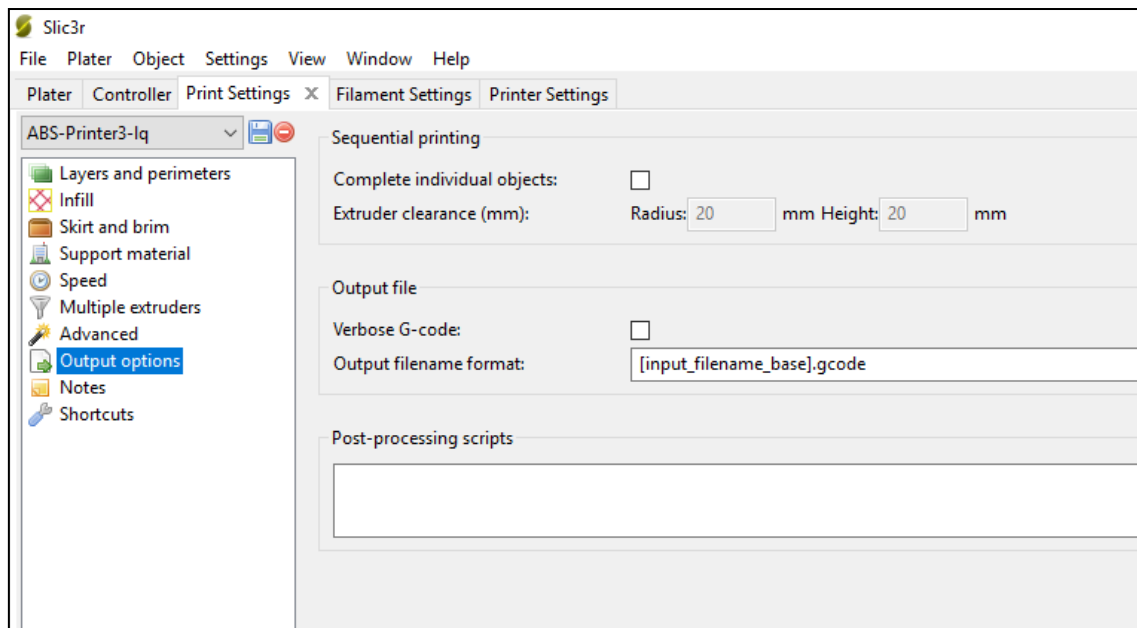 Slic3r
File Plater Object Settings View Window Help
Plater Controller Print Settings X Filament Settings Printer Settings
ABS-Printer3-lq
Layers and perimeters
Infill
Skirt and brim
Support material
Speed
Multiple extruders
Advanced
Output options
Notes
Shortcuts
Sequential printing
Complete individual objects:
Extruder clearance (mm): Radius: 20 mm Height: 20 mm
Output file
Verbose G-code:
Output filename format: [input_filename_base].gcode
Post-processing scripts